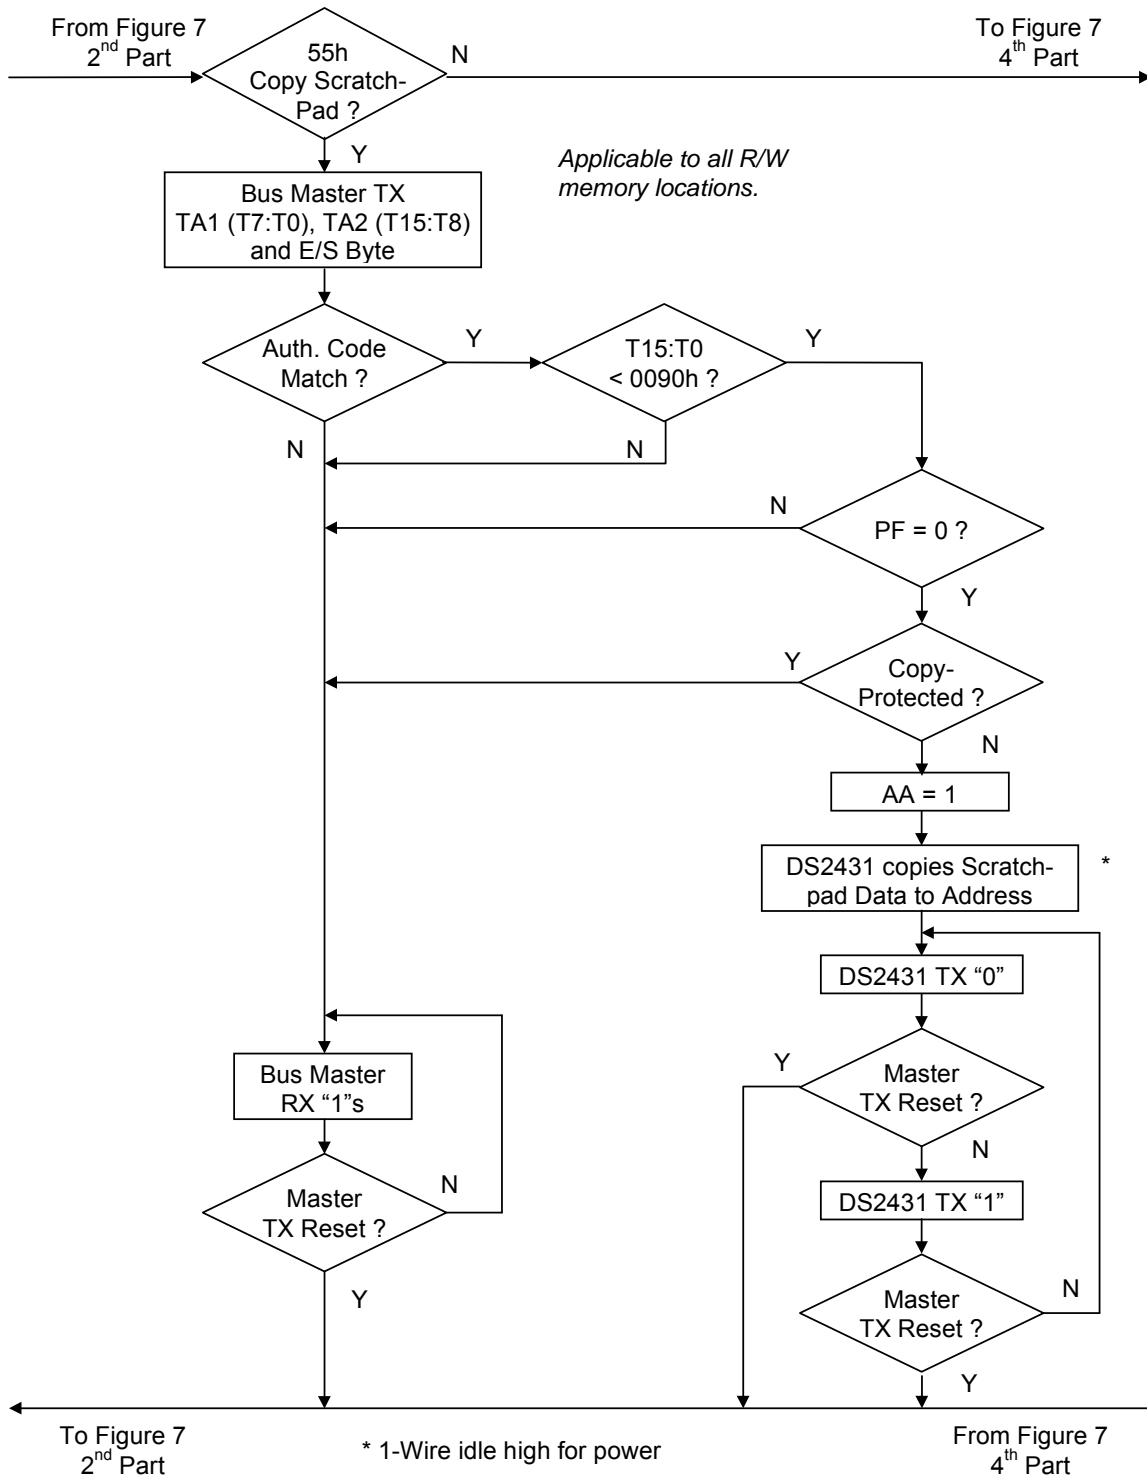 From Figure 7
2nd Part
55h
Copy Scratch-
Pad ?
N
To Figure 7
4th Part
Y
Applicable to all R/W
memory locations.
Bus Master TX
TA1 (T7:T0), TA2 (T15:T8)
and E/S Byte
Auth. Code
Match ?
Y
T15:T0
< 0090h ?
Y
N
N
N
PF = 0 ?
Y
Y
Copy-
Protected ?
N
AA = 1
DS2431 copies Scratch-
pad Data to Address
*
DS2431 TX “0”
Y
Master
TX Reset ?
N
Bus Master
RX “1”s
DS2431 TX “1”
Master
TX Reset ?
N
Y
Master
TX Reset ?
N
Y
To Figure 7
2nd Part
* 1-Wire idle high for power
From Figure 7
4th Part